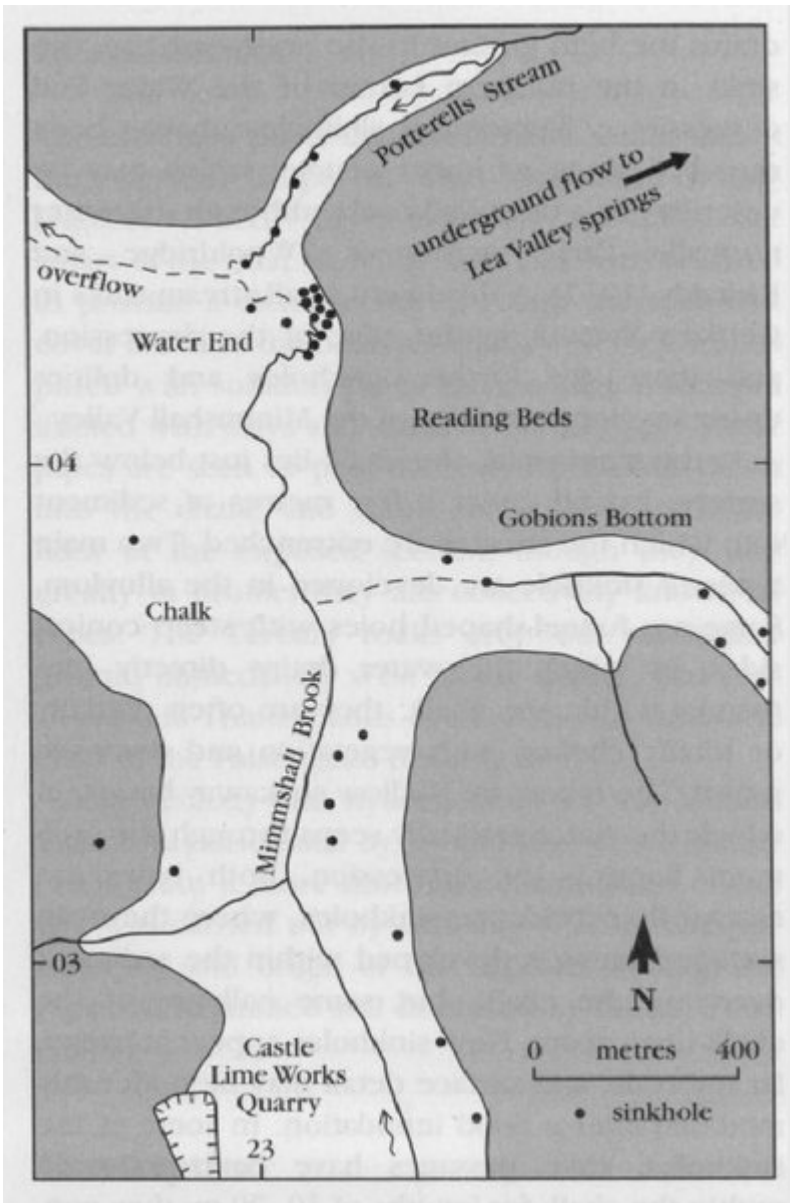 Potterells Stream
underground flow to
Lea Valley springs
overflow
Water End
Reading Beds
04
Gobions Bottom
Chalk
Mimmshall Brook
03
N
Castle
Lime Works
Quarry
23
0 metres 400
sinkhole